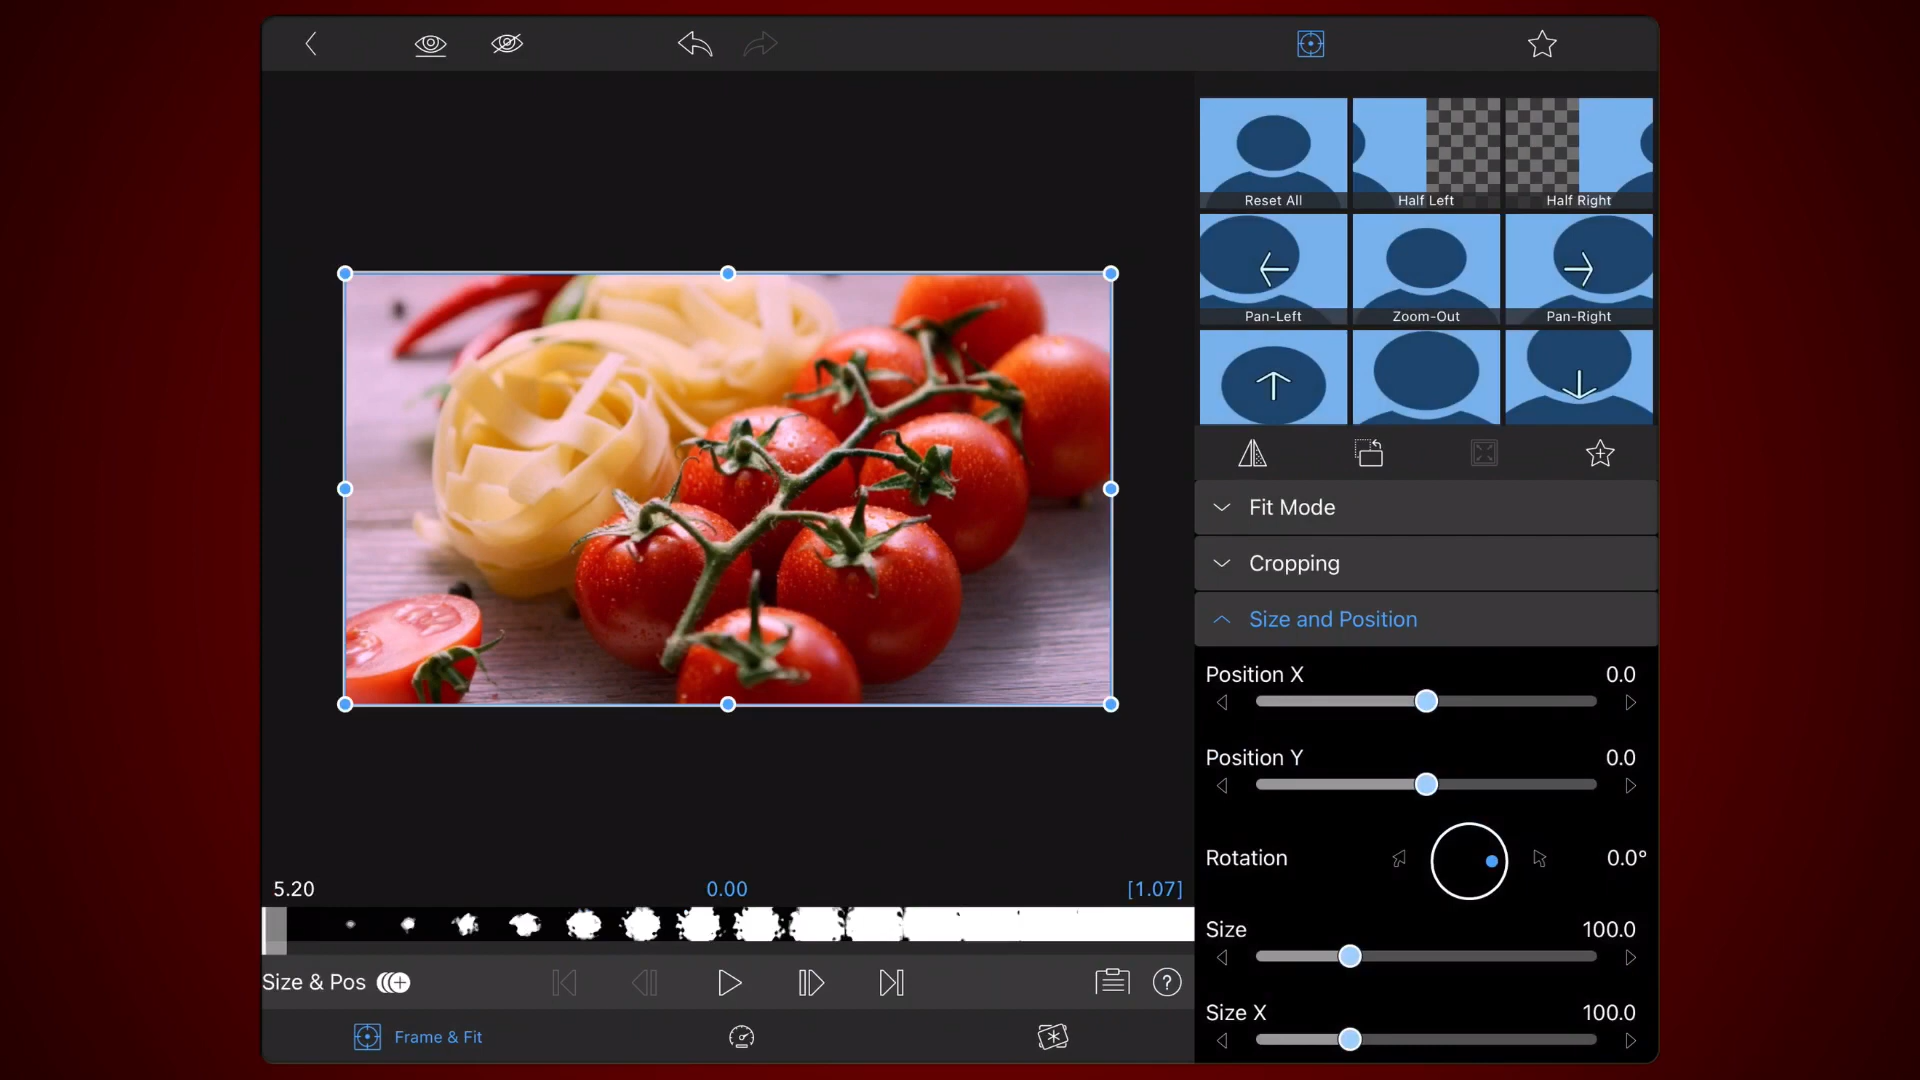 Reset All
Half Left
Half Right
Pan-Left
Zoom-Out
Pan-Right
Fit Mode
Cropping
Size and Position
Position X 0.0
Position Y 0.0
Rotation 0.0°
Size 100.0
Size X 100.0
5.20 0.00 [1.07]
Size & Pos
Frame & Fit